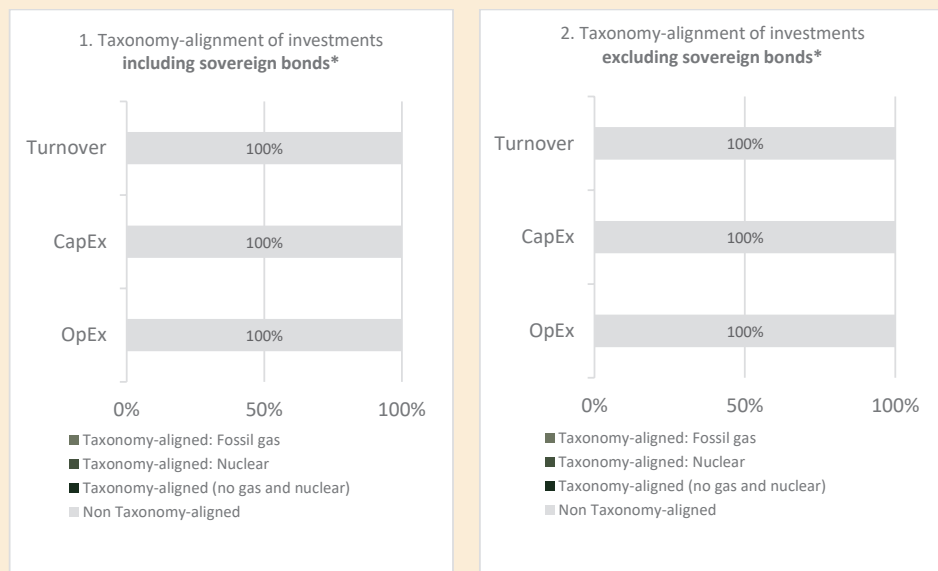 1. Taxonomy-alignment of investments
including sovereign bonds*
Turnover
100%
CapEx
100%
OpEx
100%
0%
50%
100%
Taxonomy-aligned: Fossil gas
Taxonomy-aligned: Nuclear
Taxonomy-aligned (no gas and nuclear)
Non Taxonomy-aligned
2. Taxonomy-alignment of investments
excluding sovereign bonds*
Turnover
100%
CapEx
100%
OpEx
100%
0%
50%
100%
Taxonomy-aligned: Fossil gas
Taxonomy-aligned: Nuclear
Taxonomy-aligned (no gas and nuclear)
Non Taxonomy-aligned